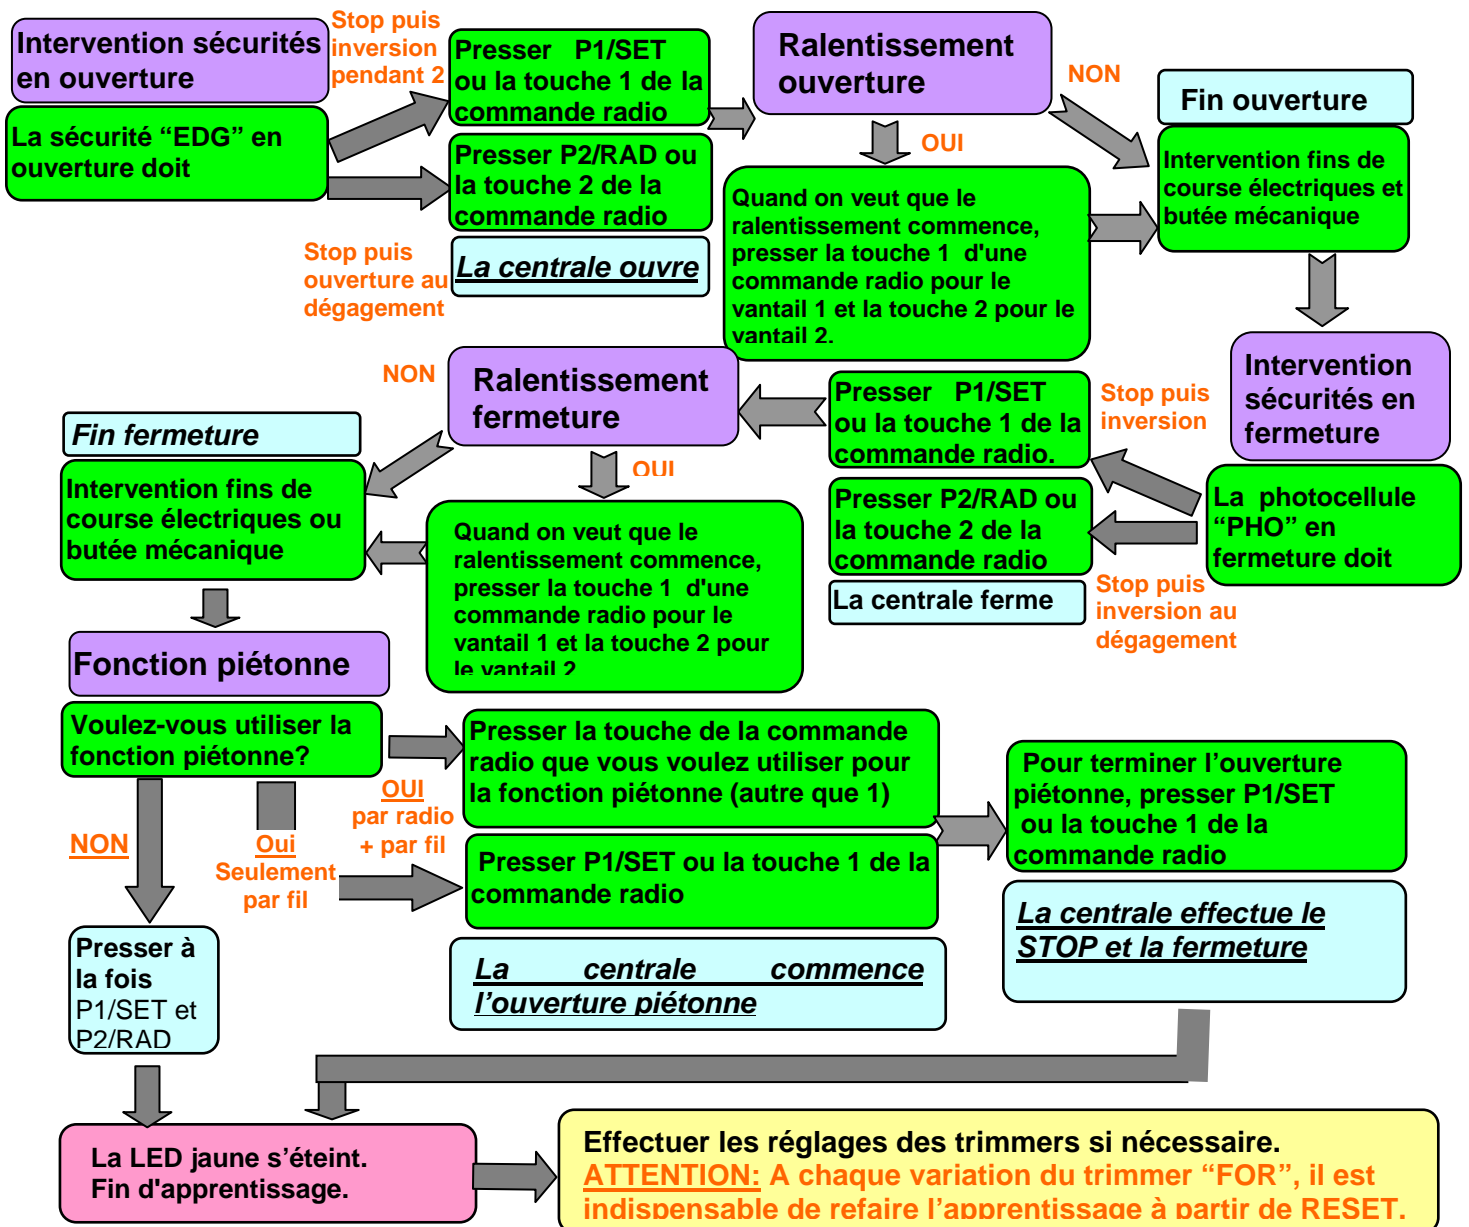 Intervention sécurités
en ouverture
La sécurité “EDG” en
ouverture doit
Stop puis
inversion
pendant 2
Presser P1/SET
ou la touche 1 de la
commande radio
Presser P2/RAD ou
la touche 2 de la
commande radio
Stop puis
ouverture au
dégagement
La centrale ouvre
Ralentissement
ouverture
NON
OUI
Quand on veut que le
ralentissement commence,
presser la touche 1 d'une
commande radio pour le
vantail 1 et la touche 2 pour le
vantail 2.
Fin ouverture
Intervention fins de
course électriques et
butée mécanique
Intervention
sécurités en
fermeture
La photocellule
“PHO” en
fermeture doit
Stop puis
inversion
Presser P1/SET
ou la touche 1 de la
commande radio.
Presser P2/RAD ou
la touche 2 de la
commande radio
Stop puis
inversion au
dégagement
La centrale ferme
Ralentissement
fermeture
NON
OUI
Quand on veut que le
ralentissement commence,
presser la touche 1 d'une
commande radio pour le
vantail 1 et la touche 2 pour
le vantail 2
Fin fermeture
Intervention fins de
course électriques ou
butée mécanique
Fonction piétonne
Voulez-vous utiliser la
fonction piétonne?
NON
Oui
Seulement
par fil
OUI
par radio
+ par fil
Presser la touche de la commande
radio que vous voulez utiliser pour
la fonction piétonne (autre que 1)
Presser P1/SET ou la touche 1 de la
commande radio
La centrale commence
l’ouverture piétonne
Pour terminer l’ouverture
piétonne, presser P1/SET
ou la touche 1 de la
commande radio
La centrale effectue le
STOP et la fermeture
Presser à
la fois
P1/SET et
P2/RAD
La LED jaune s’éteint.
Fin d'apprentissage.
Effectuer les réglages des trimmers si nécessaire.
ATTENTION: A chaque variation du trimmer “FOR”, il est
indispensable de refaire l’apprentissage à partir de RESET.